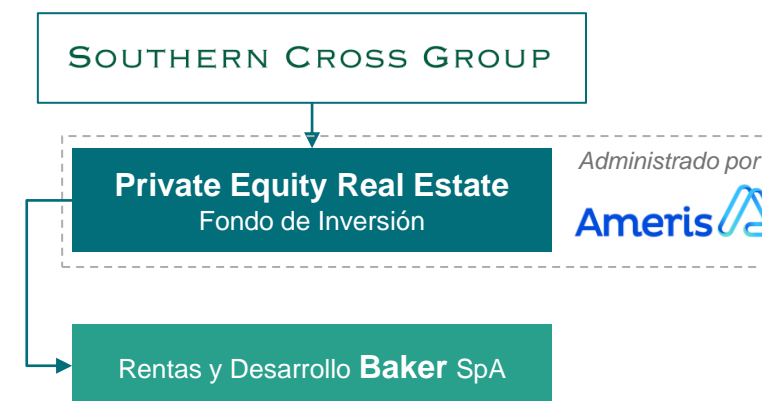 SOUTHERN CROSS GROUP
Administrado por
Private Equity Real Estate
Fondo de Inversión
Ameris
Rentas y Desarrollo Baker SpA